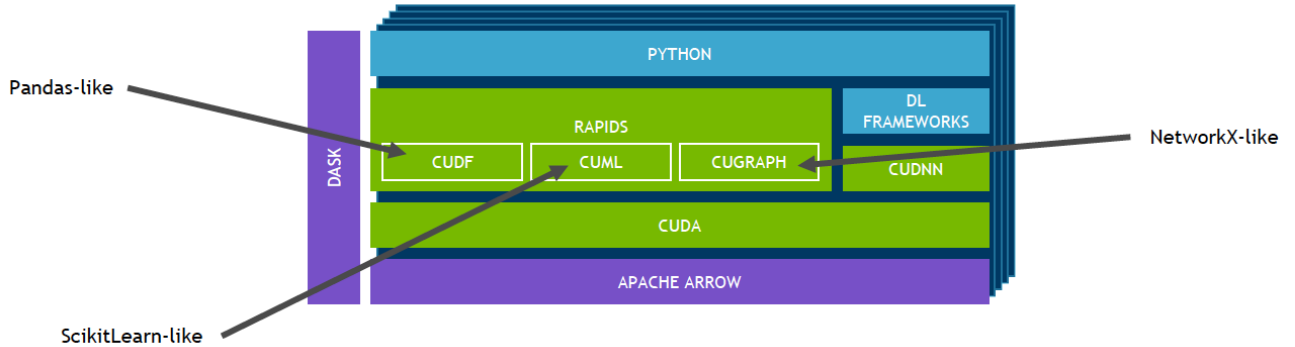 PYTHON
Pandas-like
DL
FRAMEWORKS
RAPIDS
NetworkX-like
DASK
CUDF
CUML
CUGRAPH
CUDNN
CUDA
APACHE ARROW
ScikitLearn-like